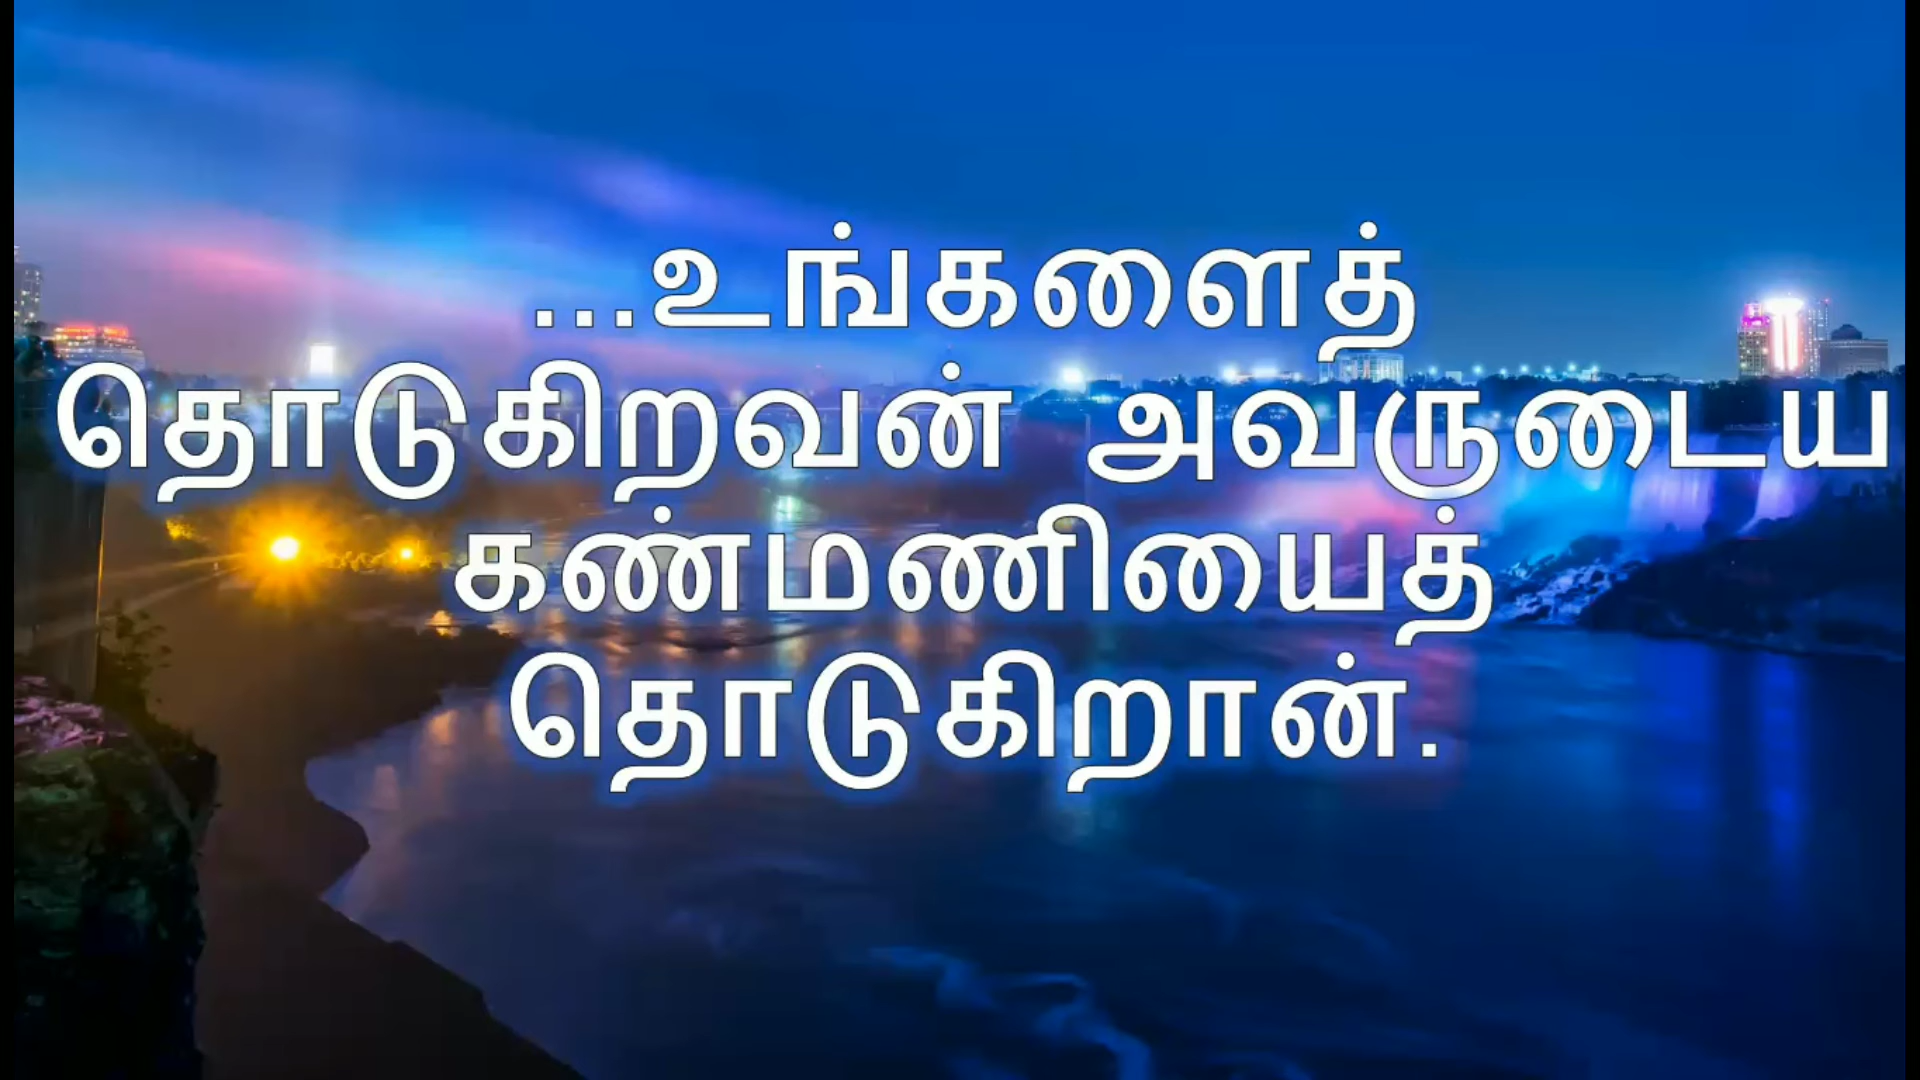 ...உங்களைத்
தொடுகிறவன் அவருடைய
கண்மணியைத்
தொடுகிறான்.